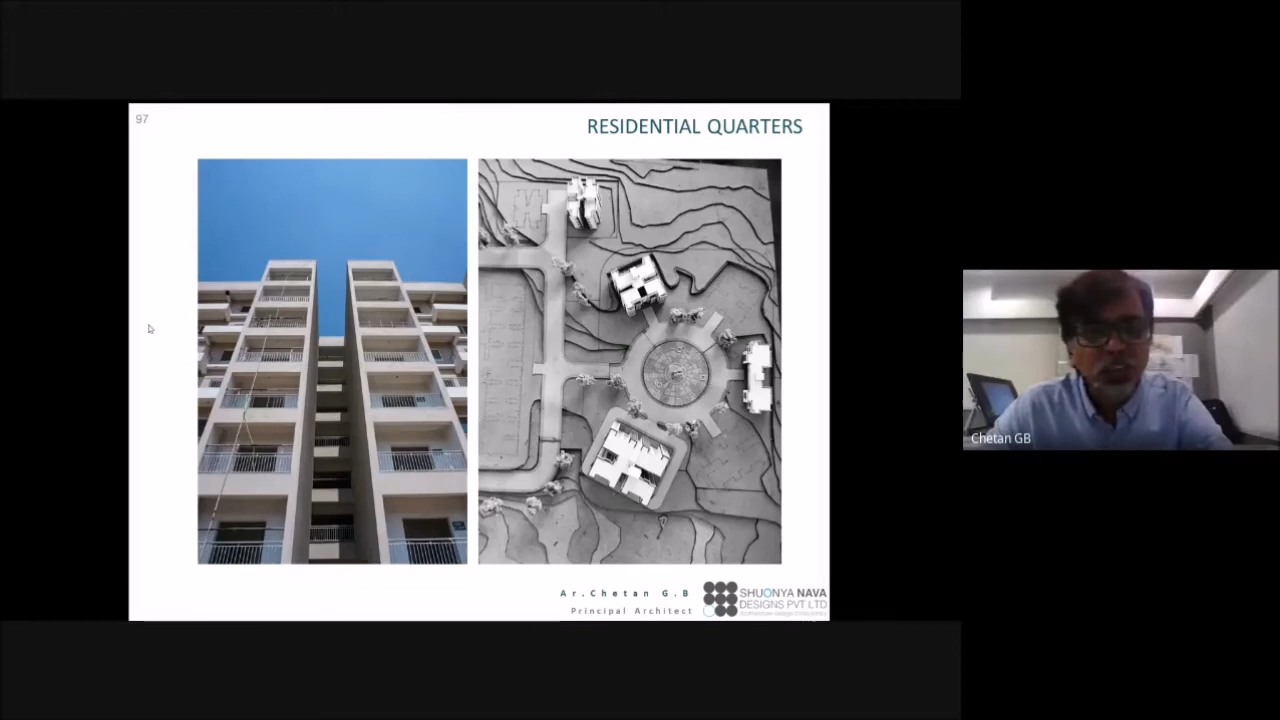 97
RESIDENTIAL QUARTERS
Ar.Chetan G.B
Principal Architect
SHUONYA NAVA
DESIGNS PVT LTD
Chetan GB